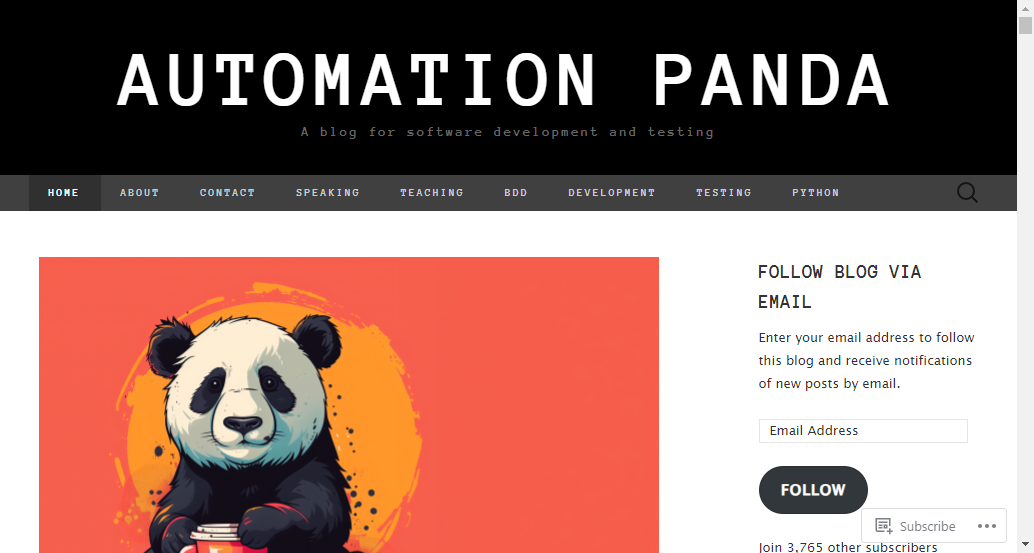 AUTOMATION PANDA
A blog for software development and testing
HOME ABOUT CONTACT SPEAKING TEACHING BDD DEVELOPMENT TESTING PYTHON
FOLLOW BLOG VIA
EMAIL
Enter your email address to follow
this blog and receive notifications
of new posts by email.
Email Address
FOLLOW
Subscribe
Join 3,765 other subscribers